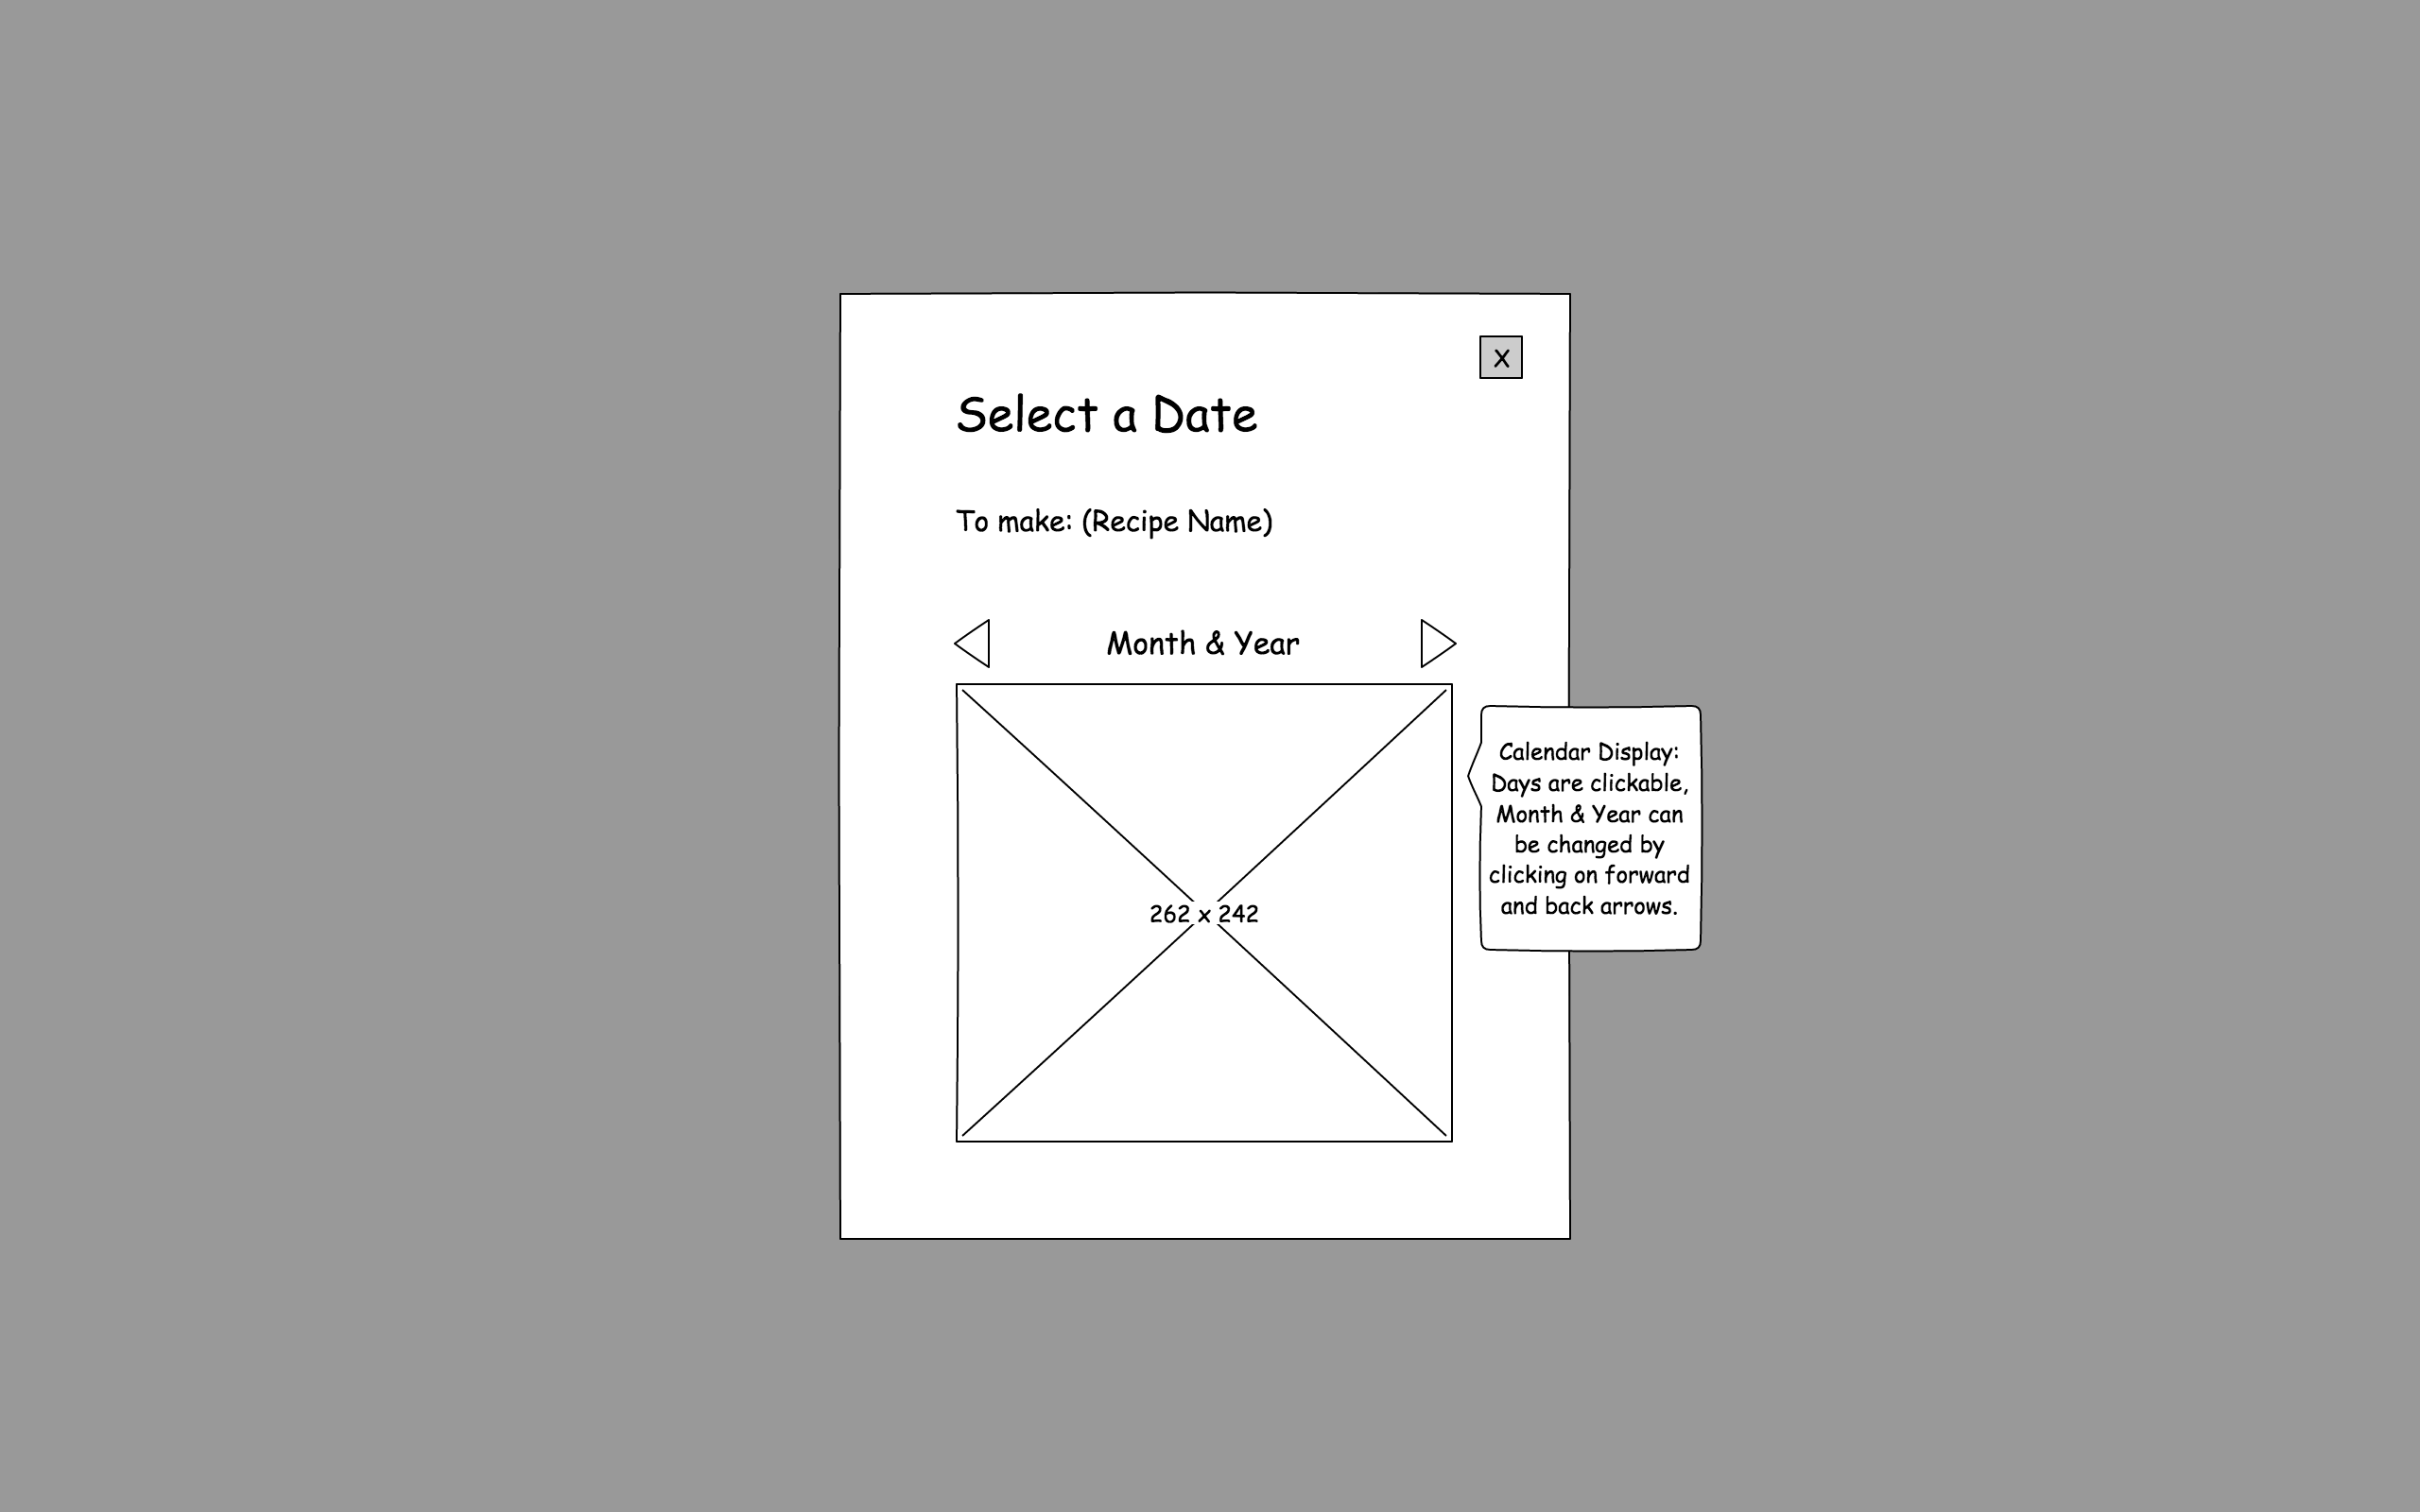 X
Select a Date
To make: (Recipe Name)
Month & Year
262 x 242
Calendar Display:
Days are clickable,
Month & Year can
be changed by
clicking on forward
and back arrows.